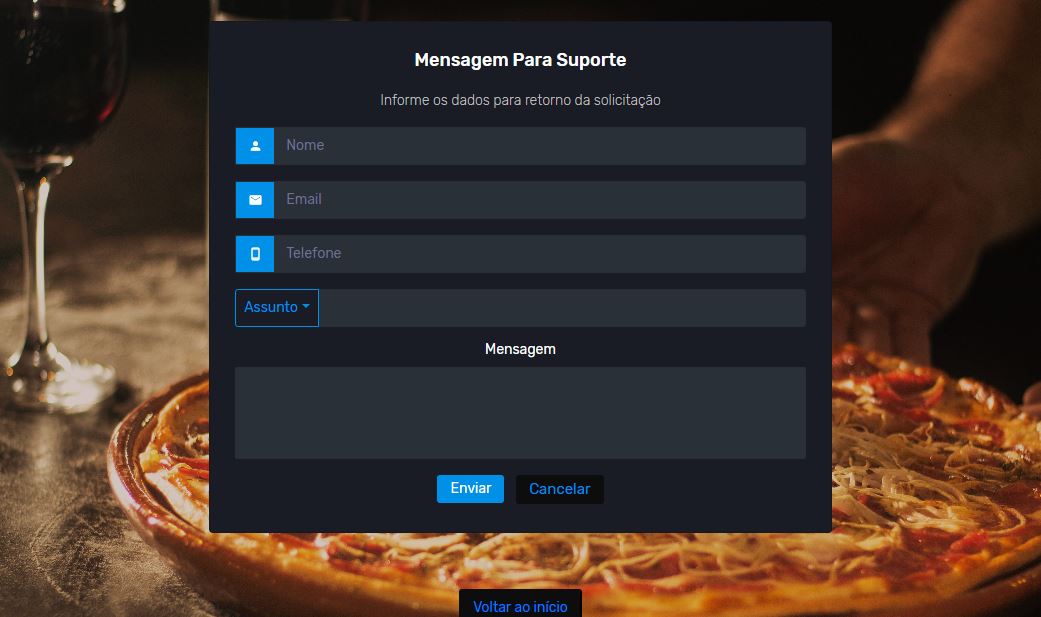 Mensagem Para Suporte
Informe os dados para retorno da solicitação
Nome
Email
Telefone
Assunto
Mensagem
Enviar Cancelar
Voltar ao início